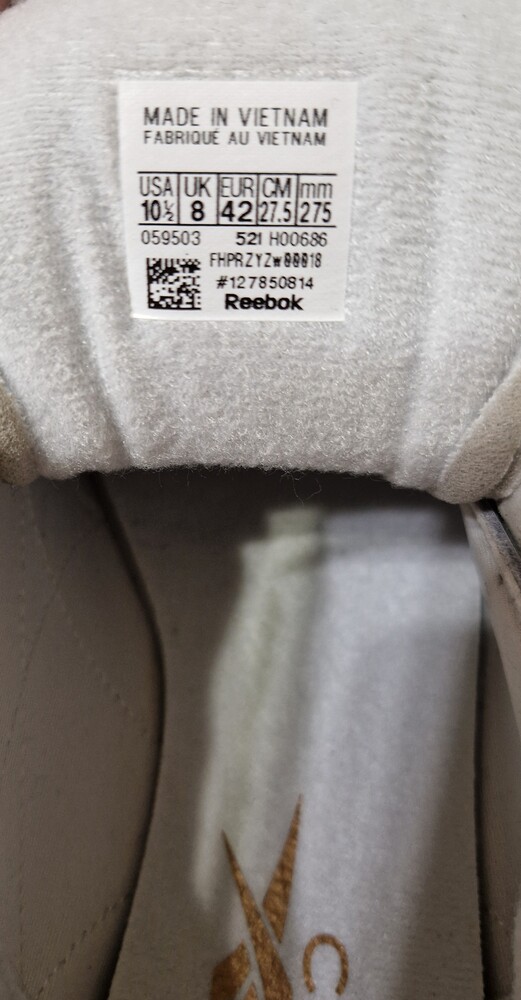 MADE IN VIETNAM
FABRIQUÉ AU VIETNAM
USA UK EUR CM mm
10½ 8 42 27.5 275
059503 521 H00686
FHPRZYZw00018
#127850814
Reebok
C